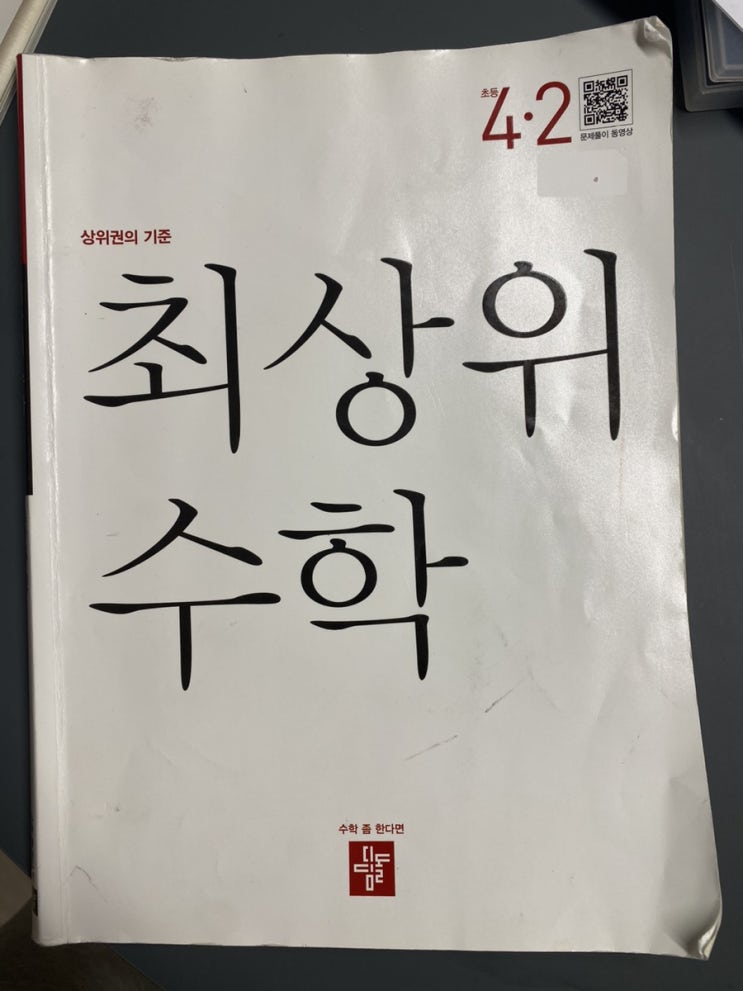 초등
4·2
문제풀이 동영상
상위권의 기준
최상위
수학
수학 좀 한다면
디딤돌